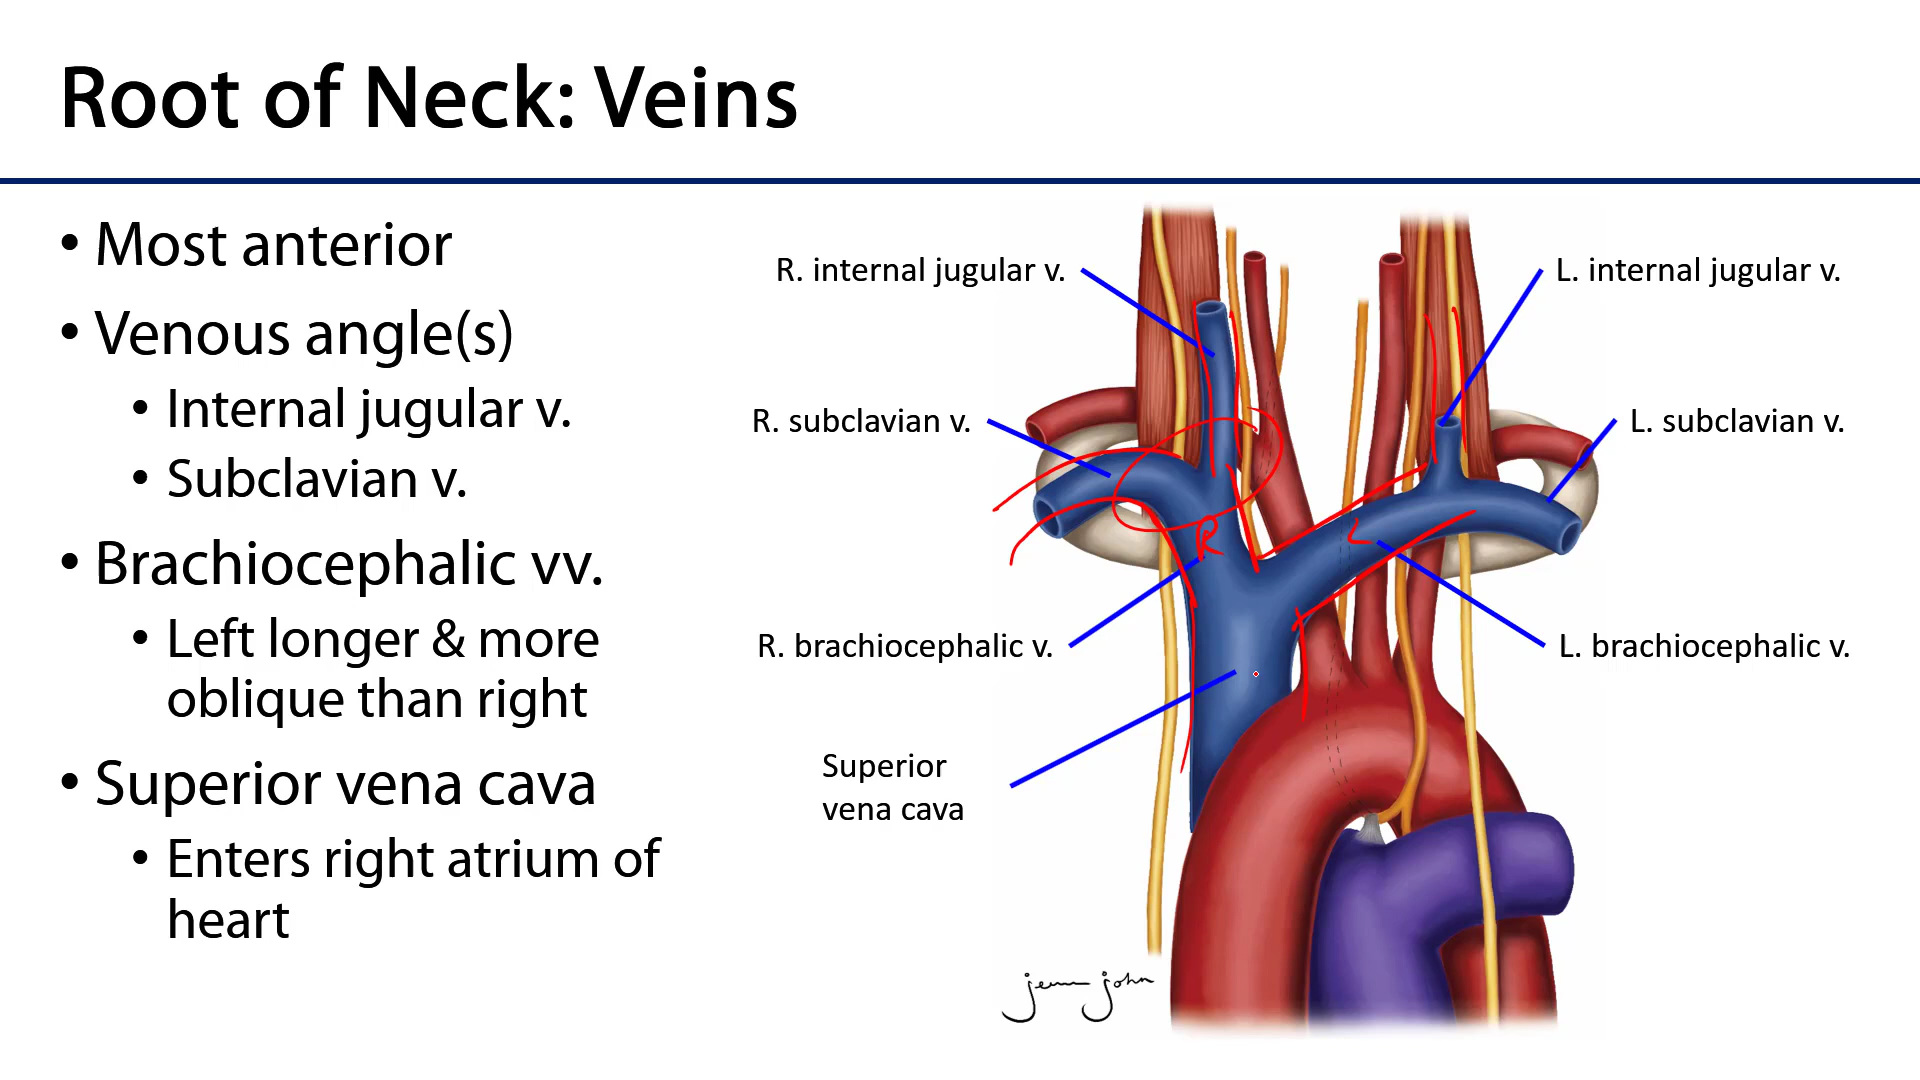 Root of Neck: Veins
• Most anterior
• Venous angle(s)
• Internal jugular v.
• Subclavian v.
• Brachiocephalic vv.
• Left longer & more
oblique than right
• Superior vena cava
• Enters right atrium of
heart
R. internal jugular v.
L. internal jugular v.
R. subclavian v.
L. subclavian v.
R
L
R. brachiocephalic v.
L. brachiocephalic v.
Superior
vena cava
jenn john